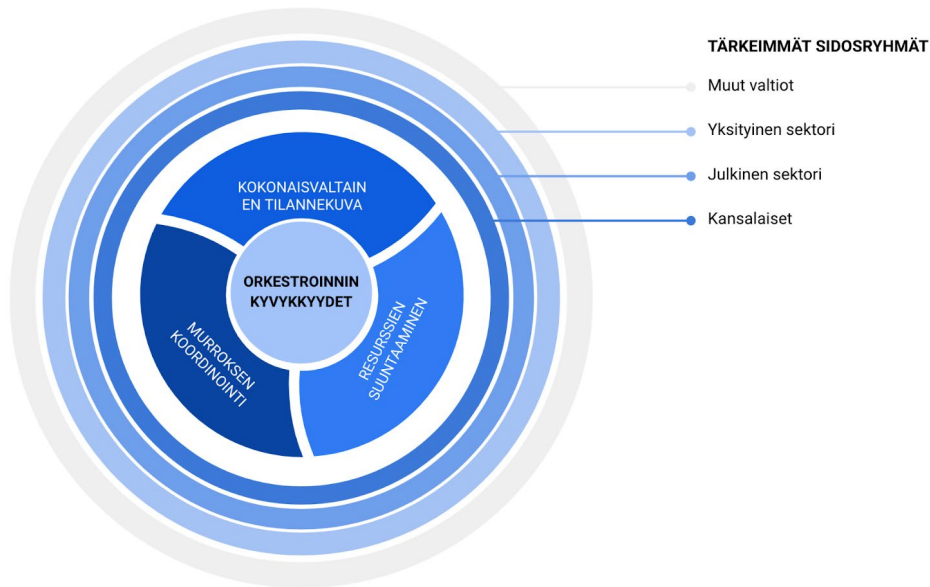 TÄRKEIMMÄT SIDOSRYHMÄT
Muut valtiot
Yksityinen sektori
Julkinen sektori
Kansalaiset
KOKONAISVALTAIN
EN TILANNEKUVA
ORKESTROINNIN
KYVYKKYYDET
RESURSSIEN
SUUNTAAMINEN
MURROKSEN
KOORDINOINTI